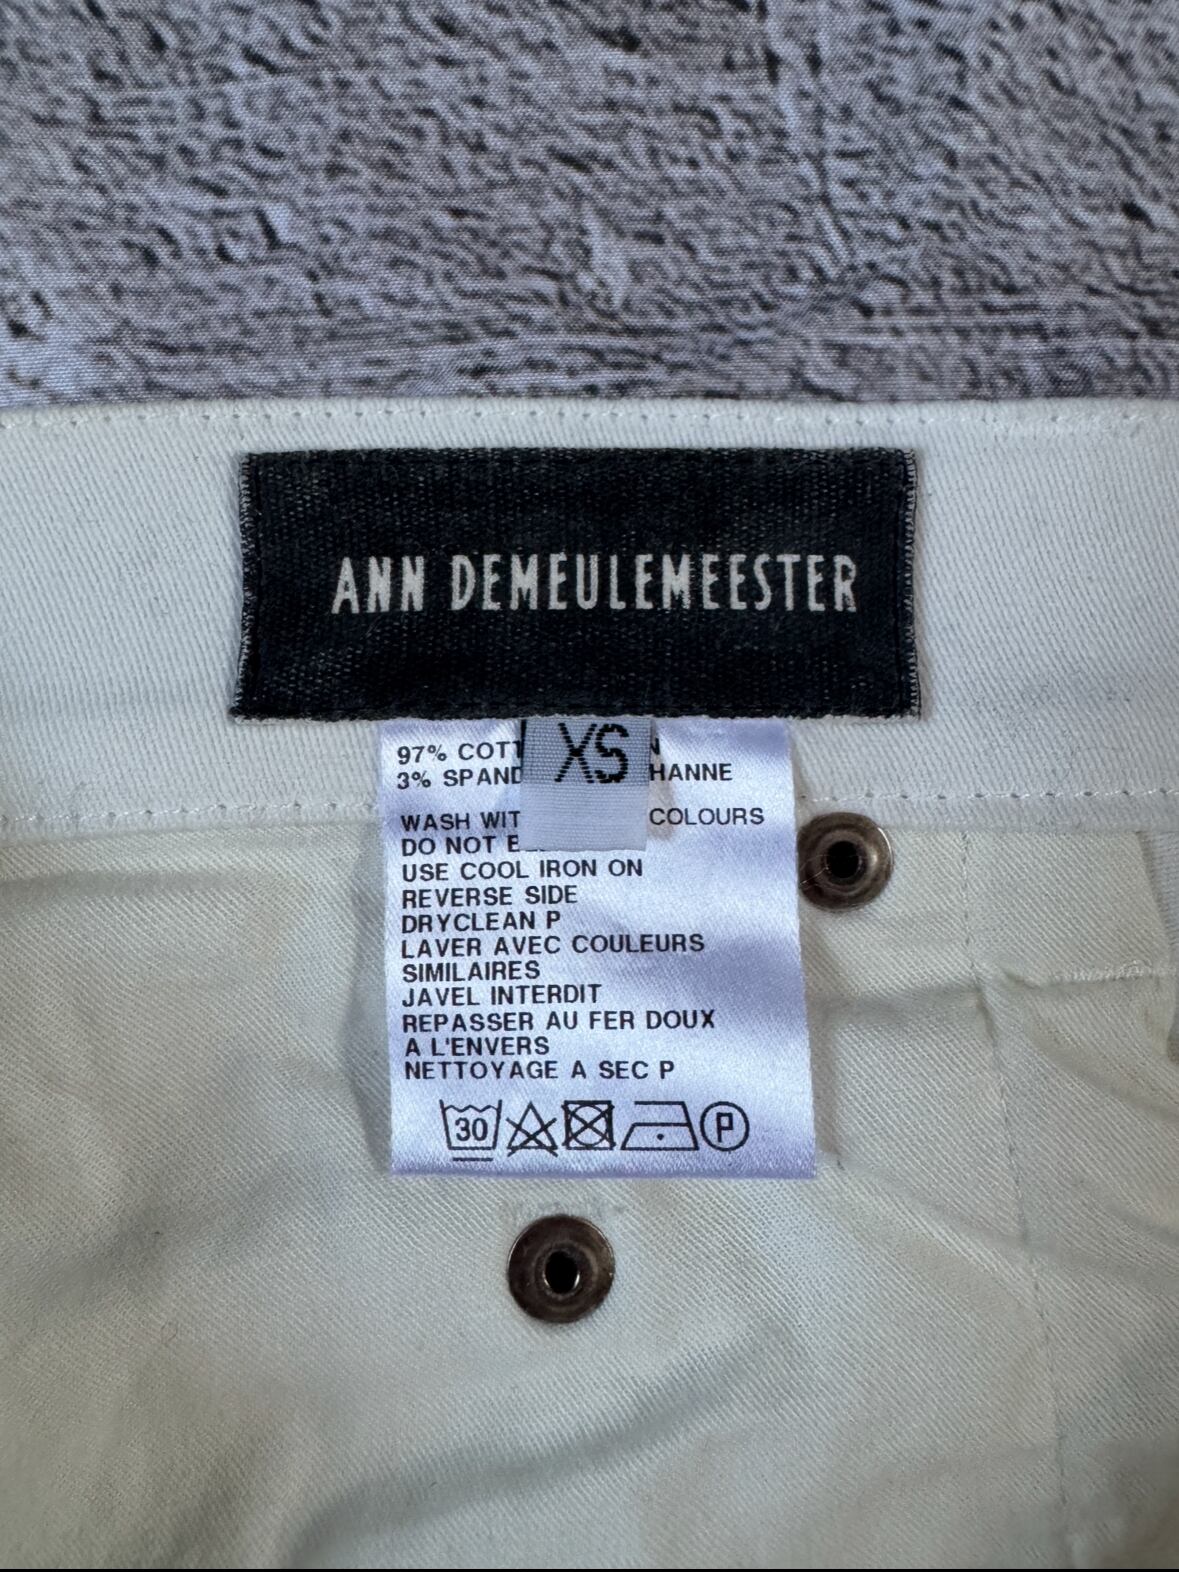 ANN DEMEULEMEESTER
XS
97% COTT
3% SPAND HANNE
WASH WIT COLOURS
DO NOT
USE COOL IRON ON
REVERSE SIDE
DRYCLEAN P
LAVER AVEC COULEURS
SIMILAIRES
JAVEL INTERDIT
REPASSER AU FER DOUX
A L'ENVERS
NETTOYAGE A SEC P
30 P